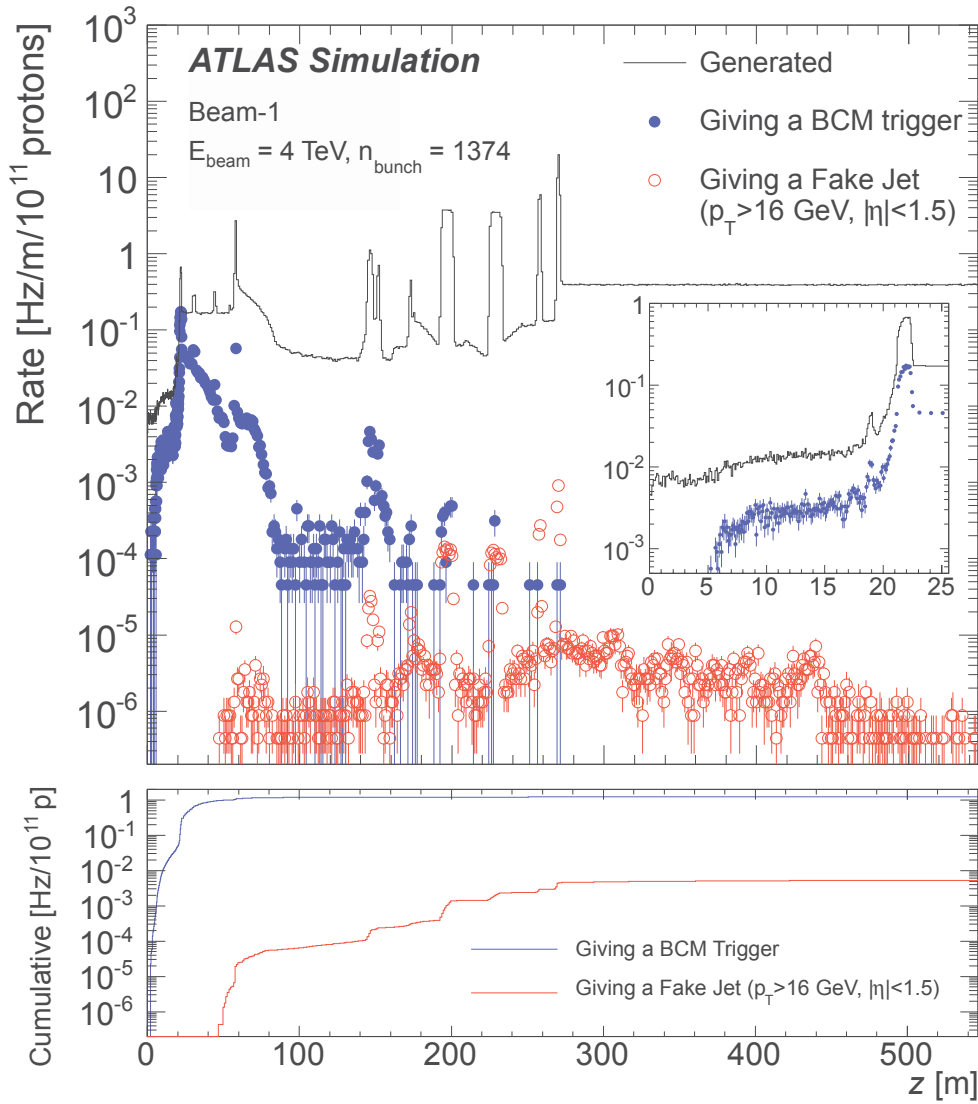 ATLAS Simulation
Beam-1
E_beam = 4 TeV, n_bunch = 1374
Generated
Giving a BCM trigger
Giving a Fake Jet
(p_T>16 GeV, |η|<1.5)
Rate [Hz/m/10^11 protons]
10^3
10^2
10
1
10^-1
10^-2
10^-3
10^-4
10^-5
10^-6
1
10^-1
10^-2
10^-3
0 5 10 15 20 25
Cumulative [Hz/10^11 p]
1
10^-1
10^-2
10^-3
10^-4
10^-5
10^-6
Giving a BCM Trigger
Giving a Fake Jet (p_T>16 GeV, |η|<1.5)
0 100 200 300 400 500
z [m]